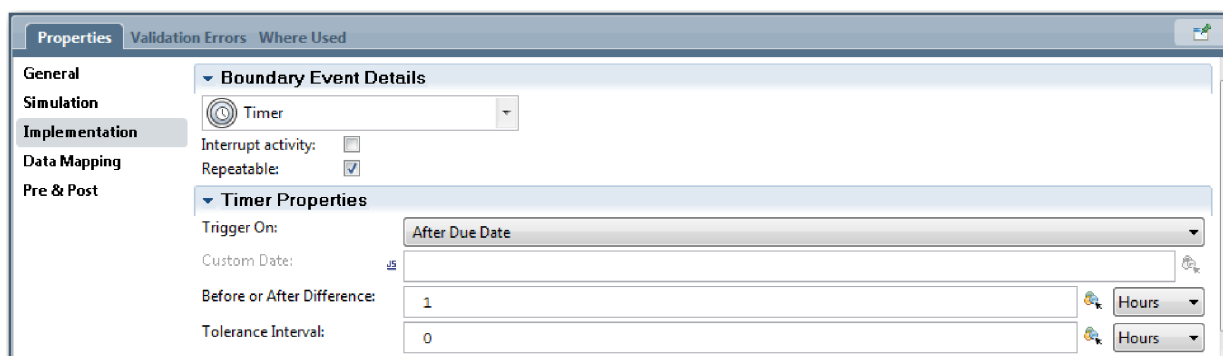 Properties Validation Errors Where Used
General
Simulation
Implementation
Data Mapping
Pre & Post
Boundary Event Details
Timer
Interrupt activity:
Repeatable:
Timer Properties
Trigger On: After Due Date
Custom Date: JS
Before or After Difference: 1 Hours
Tolerance Interval: 0 Hours